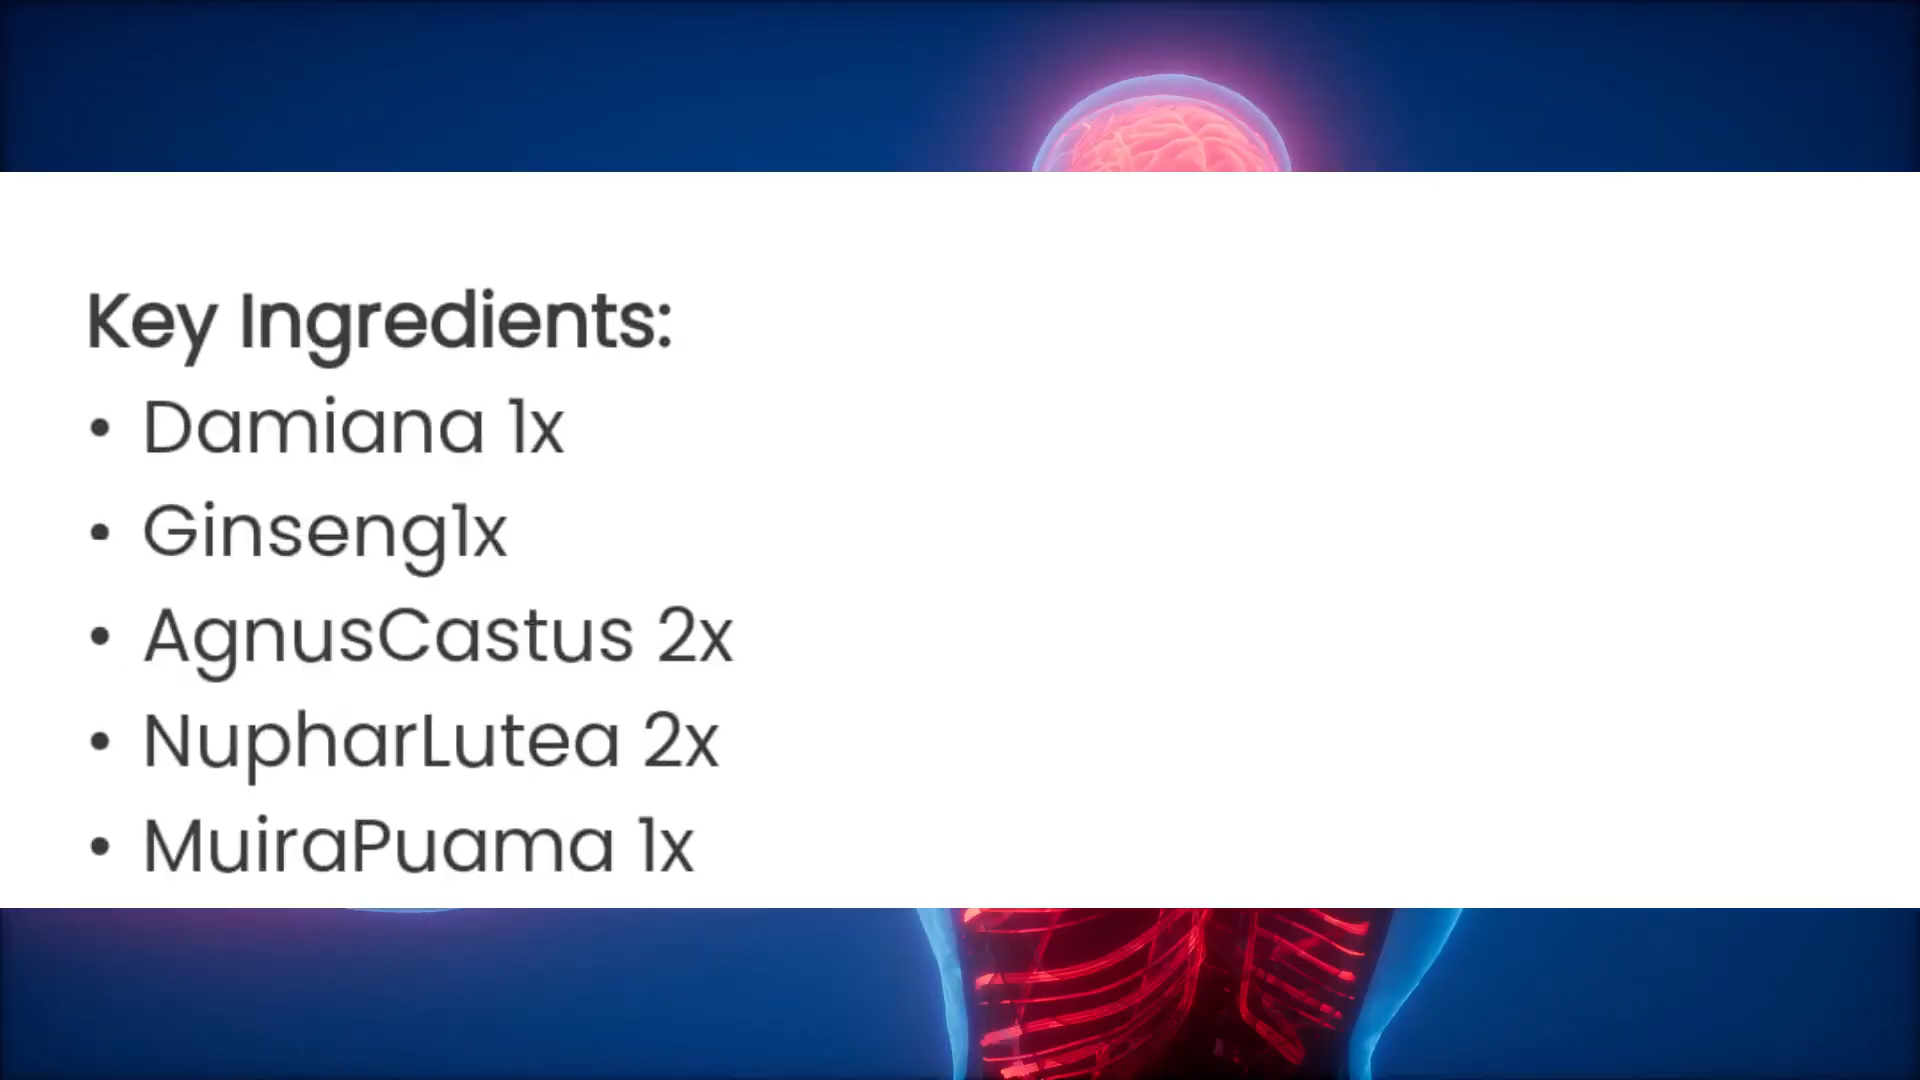 Key Ingredients:
• Damiana 1x
• Ginseng1x
• AgnusCastus 2x
• NupharLutea 2x
• MuiraPuama 1x